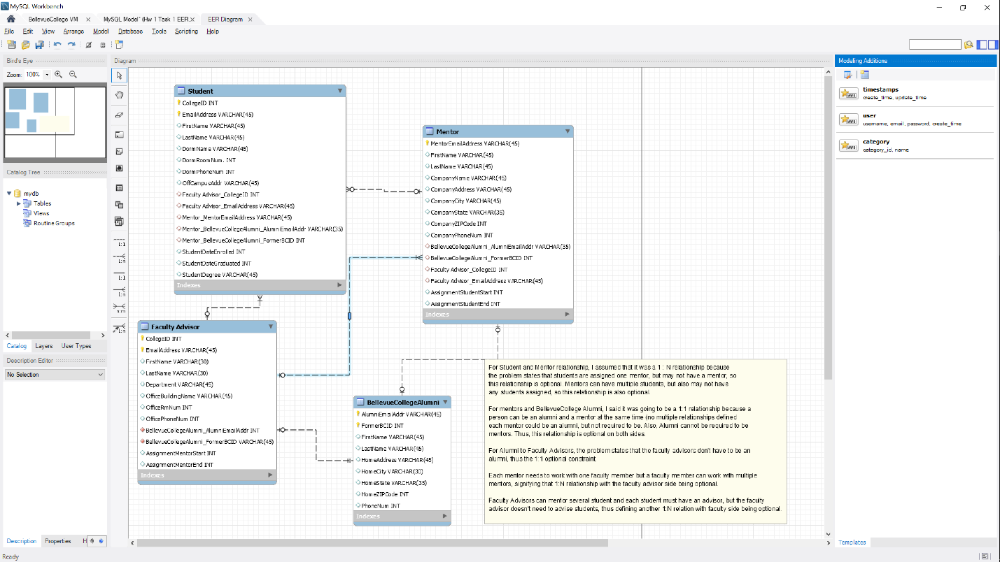 MySQL Workbench
BellevueCollege VM
MySQL Model* (Hw 1 Task 1 EER.
EER Diagram
File Edit View Arrange Model Database Tools Scripting Help
Bird's Eye
Zoom: 100%
Catalog Tree
mydb
Tables
Views
Routine Groups
Catalog Layers User Types
Description Editor
No Selection
Description Properties H
Ready
Diagram
1:1
1:n
1:1
1:n
n:m
1:n
Student
CollegeID INT
EmailAddress VARCHAR(45)
FirstName VARCHAR(45)
LastName VARCHAR(45)
DormName VARCHAR(45)
DormRoomNum. INT
DormPhoneNum INT
OffCampusAddr VARCHAR(45)
Faculty Advisor_CollegeID INT
Faculty Advisor_EmailAddress VARCHAR(45)
Mentor_MentorEmailAddress VARCHAR(45)
Mentor_BellevueCollegeAlumni_Alumn EmailAddr VARCHAR(35)
Mentor_BellevueCollegeAlumni_FormerBCID INT
StudentDateEnrolled INT
StudentDateGraduated INT
StudentDegree VARCHAR(45)
Indexes
Mentor
MentorEmailAddress VARCHAR(45)
FirstName VARCHAR(45)
LastName VARCHAR(45)
CompanyName VARCHAR(45)
CompanyAddress VARCHAR(45)
CompanyCity VARCHAR(45)
CompanyState VARCHAR(35)
CompanyZIPCode INT
CompanyPhoneNum INT
BellevueCollegeAlumni_AlumniEmailAddr VARCHAR(35)
BellevueCollegeAlumni_FormerBCID INT
Faculty Advisor_CollegeID INT
Faculty Advisor_EmailAddress VARCHAR(45)
AssignmentStudentStart INT
AssignmentStudentEnd INT
Indexes
Faculty Advisor
CollegeID INT
EmailAddress VARCHAR(45)
FirstName VARCHAR(30)
LastName VARCHAR(30)
Department VARCHAR(45)
OfficeBuildingName VARCHAR(45)
OfficeRmNum INT
OfficePhoneNum INT
BellevueCollegeAlumni_Alumn EmailAddr INT
BellevueCollegeAlumni_FormerBCID VARCHAR(45)
AssignmentMentorStart INT
AssignmentMentorEnd INT
Indexes
BellevueCollegeAlumni
AlumniEmailAddr VARCHAR(45)
FormerBCID INT
FirstName VARCHAR(45)
LastName VARCHAR(45)
HomeAddress VARCHAR(45)
HomeCity VARCHAR(30)
HomeState VARCHAR(35)
HomeZIPCode INT
PhoneNum INT
Indexes
For Student and Mentor relationship, I assumed that it was a 1 : N relationship because
the problem states that students are assigned one mentor, but may not have a mentor, so
this relationship is optional. Mentors can have multiple students, but also may not have
any students assigned, so this relationship is also optional.
For mentors and BellevueCollege Alumni, I said it was going to be a 1:1 relationship because a
person can be an alumni and a mentor at the same time (no multiple relationships defined
each mentor could be an alumni, but not required to be. Also, Alumni cannot be required to be
mentors. Thus, this relationship is optional on both sides.
For Alumni to Faculty Advisors, the problem states that the faculty advisors don't have to be an
alumni, thus the 1:1 optional constraint.
Each mentor needs to work with one faculty member but a faculty member can work with multiple
mentors, signifying that 1:N relationship with the faculty advisor side being optional.
Faculty Advisors can mentor several student and each student must have an advisor, but the faculty
advisor doesn't need to advise students, thus defining another 1:N relation with faculty side being optional.
Modeling Additions
timestamps
create_time, update_time
user
username, email, password, create_time
category
category_id, name
Templates